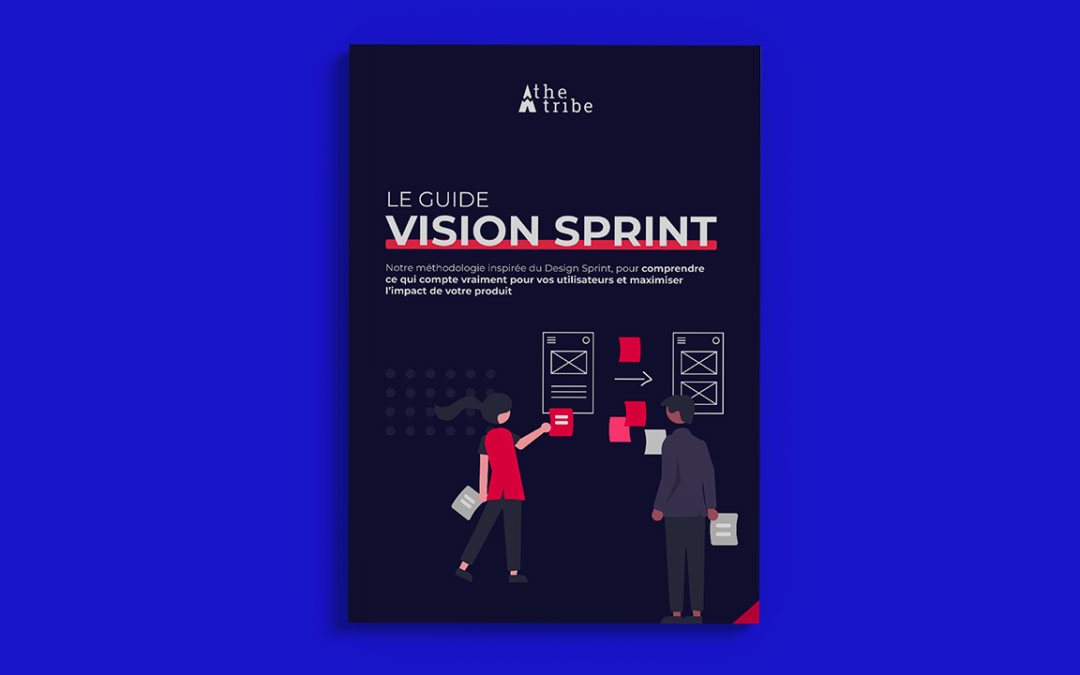 the
tribe
LE GUIDE
VISION SPRINT
Notre méthodologie inspirée du Design Sprint, pour comprendre
ce qui compte vraiment pour vos utilisateurs et maximiser
l'impact de votre produit